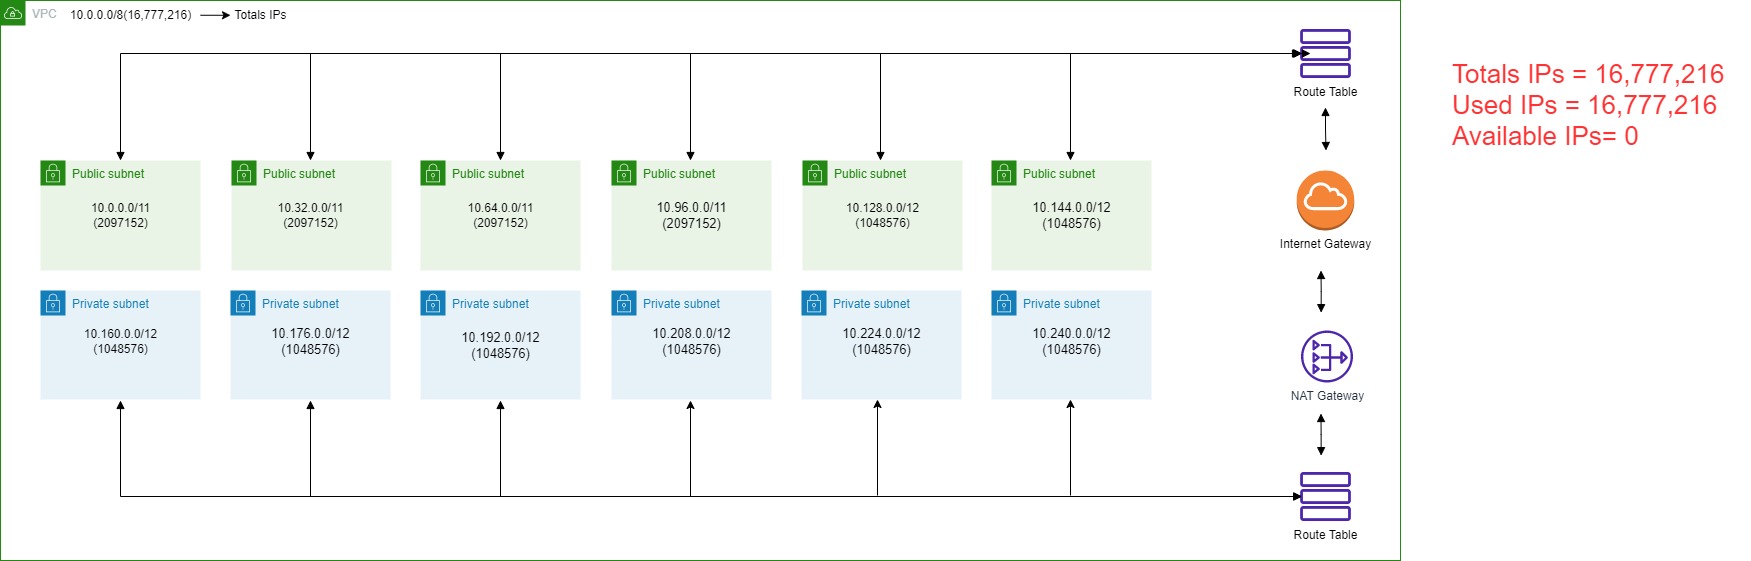 VPC 10.0.0.0/8(16,777,216) Totals IPs
Route Table
Totals IPs = 16,777,216
Used IPs = 16,777,216
Available IPs= 0
Public subnet
10.0.0.0/11
(2097152)
Public subnet
10.32.0.0/11
(2097152)
Public subnet
10.64.0.0/11
(2097152)
Public subnet
10.96.0.0/11
(2097152)
Public subnet
10.128.0.0/12
(1048576)
Public subnet
10.144.0.0/12
(1048576)
Internet Gateway
Private subnet
10.160.0.0/12
(1048576)
Private subnet
10.176.0.0/12
(1048576)
Private subnet
10.192.0.0/12
(1048576)
Private subnet
10.208.0.0/12
(1048576)
Private subnet
10.224.0.0/12
(1048576)
Private subnet
10.240.0.0/12
(1048576)
NAT Gateway
Route Table